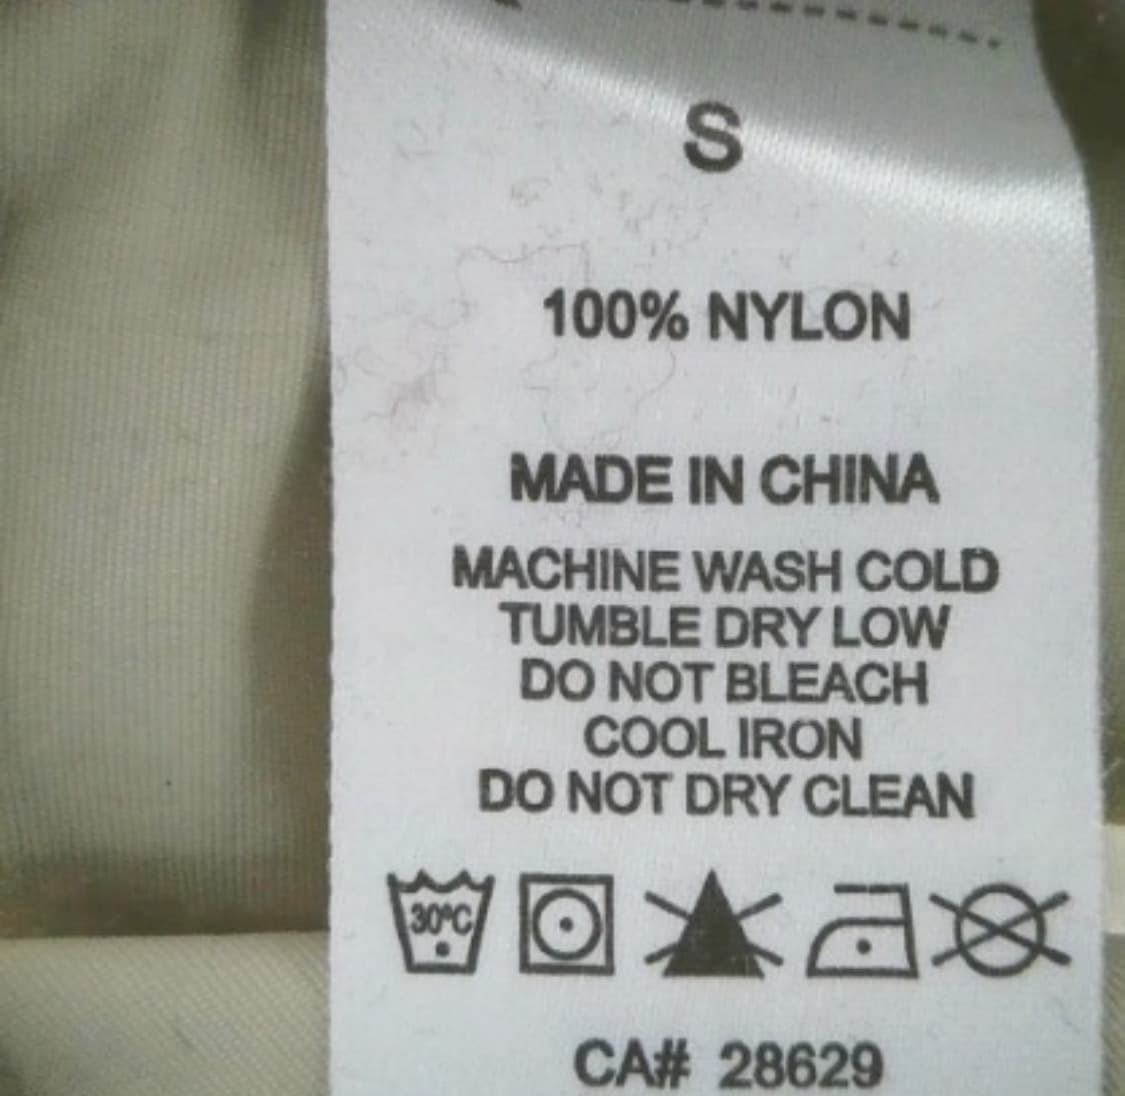 S
100% NYLON
MADE IN CHINA
MACHINE WASH COLD
TUMBLE DRY LOW
DO NOT BLEACH
COOL IRON
DO NOT DRY CLEAN
30°C
CA# 28629